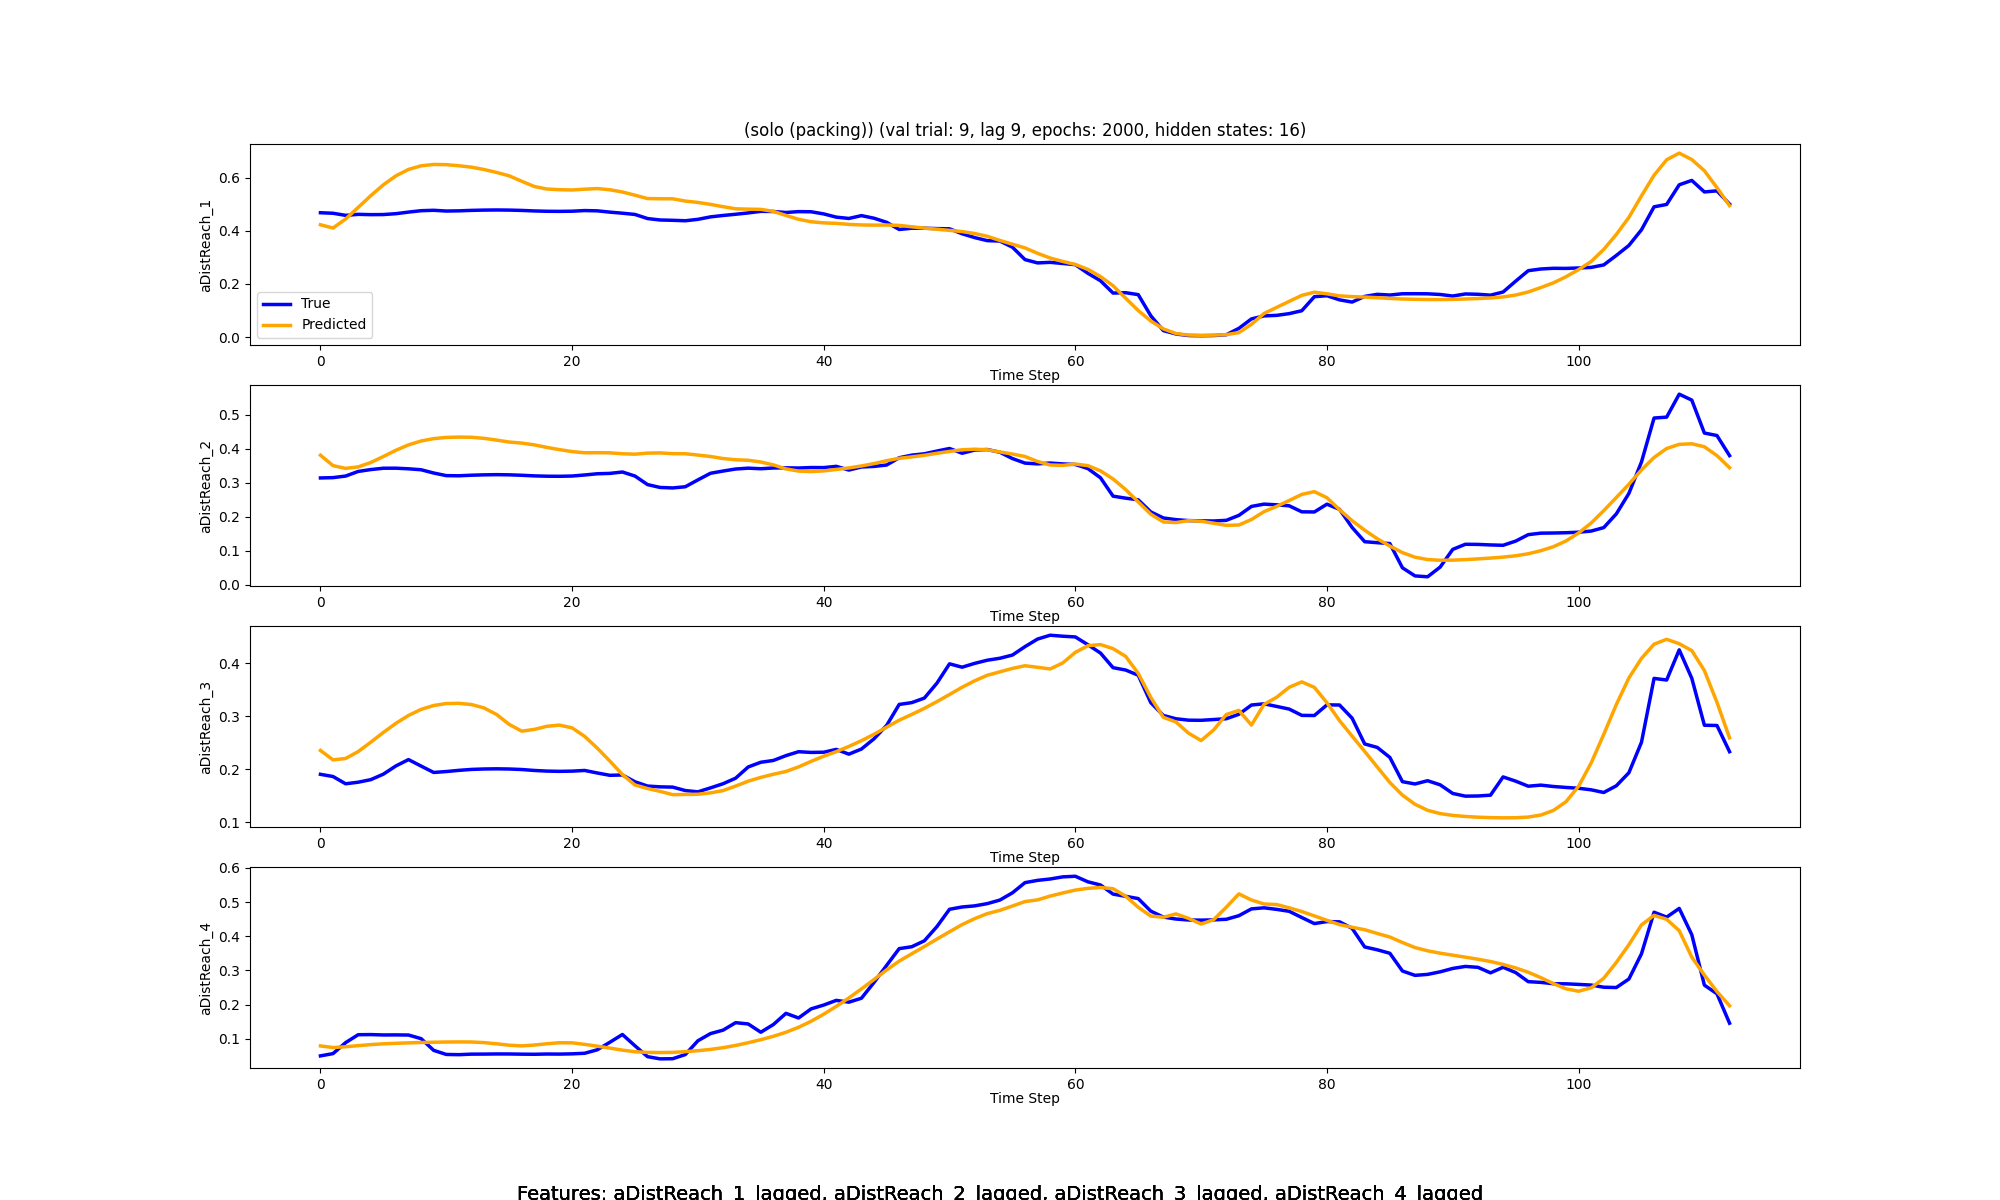 (solo (packing)) (val trial: 9, lag 9, epochs: 2000, hidden states: 16)
aDistReach_1
0.6
0.4
0.2
0.0
True
Predicted
0 20 40 60 80 100
Time Step
aDistReach_2
0.5
0.4
0.3
0.2
0.1
0.0
0 20 40 60 80 100
Time Step
aDistReach_3
0.4
0.3
0.2
0.1
0 20 40 60 80 100
Time Step
aDistReach_4
0.6
0.5
0.4
0.3
0.2
0.1
0 20 40 60 80 100
Time Step
Features: aDistReach_1_lagged, aDistReach_2_lagged, aDistReach_3_lagged, aDistReach_4_lagged